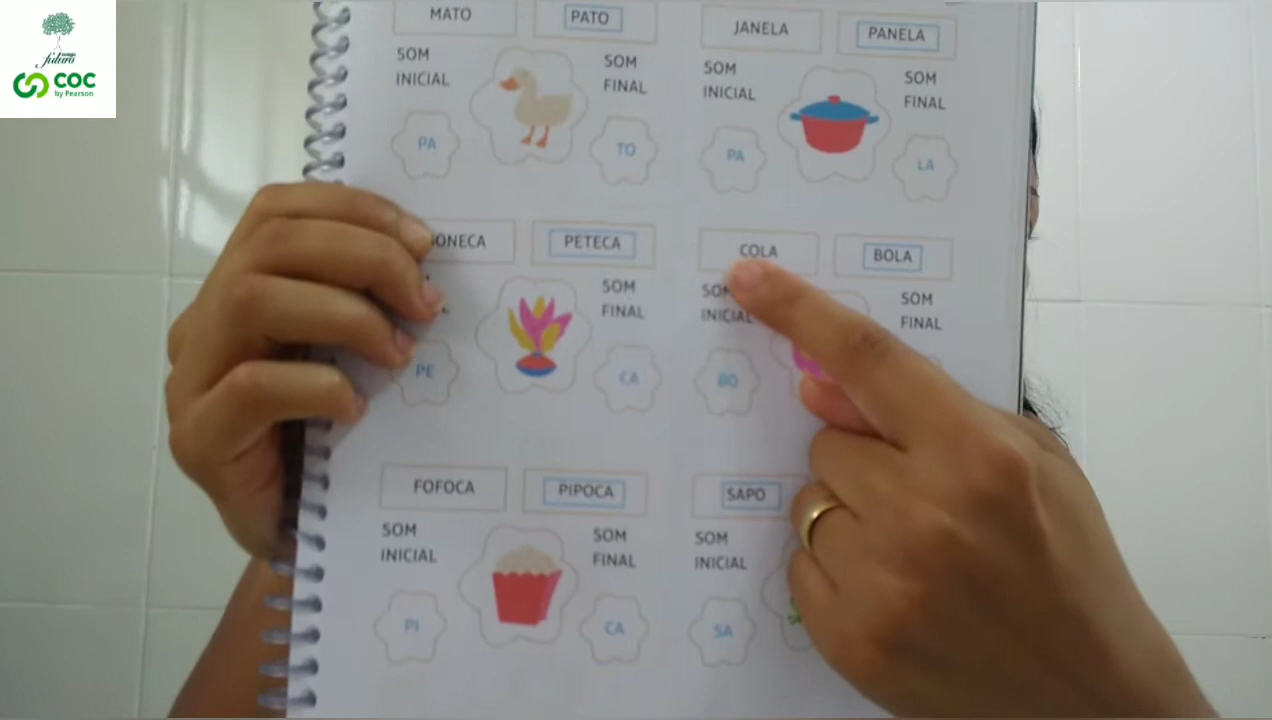 futuro
COC
by Pearson
MATO
PATO
SOM
INICIAL
SOM
FINAL
PA
TO
JANELA
PANELA
SOM
INICIAL
SOM
FINAL
PA
LA
BONECA
PETECA
SOM
FINAL
PE
CA
COLA
BOLA
SOM
INICIAL
SOM
FINAL
BO
FOFOCA
PIPOCA
SOM
INICIAL
SOM
FINAL
PI
CA
SAPO
SOM
INICIAL
SA